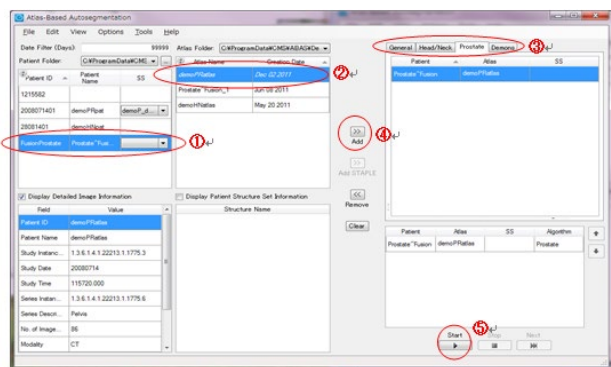 Atlas-Based Autosegmentation
File Edit View Options Tools Help
Date Filter (Days): 99999
Atlas Folder: C:¥ProgramData¥CMS¥ABAS¥De
Patient Folder: C:¥ProgramData¥CMS ...
Patient ID Patient Name SS
1215582
2008071401 demoPRpat demoP_d...
28081401 demoHNpat
FusionProstate Prostate^Fus...
①
Atlas Name Creation Date
demoPRatlas Dec 02 2011
②
Prostate^Fusion_1 Jun 08 2011
demoHNatlas May 20 2011
General Head/Neck Prostate Demons
③
Patient Atlas SS
Prostate^Fusion demoPRatlas
>>
Add
④
>>
Add STAPLE
<<
Remove
Clear
Display Detailed Image Information
Field Value
Patient ID demoPRatlas
Patient Name demoPRatlas
Study Instanc... 1.3.6.1.4.1.22213.1.1775.3
Study Date 20080714
Study Time 115720.000
Series Instan... 1.3.6.1.4.1.22213.1.1775.6
Series Descri... Pelvis
No. of Image... 86
Modality CT
Display Patient Structure Set Information
Structure Name
Patient Atlas SS Algorithm
Prostate^Fusion demoPRatlas Prostate
Start Stop Next
⑤